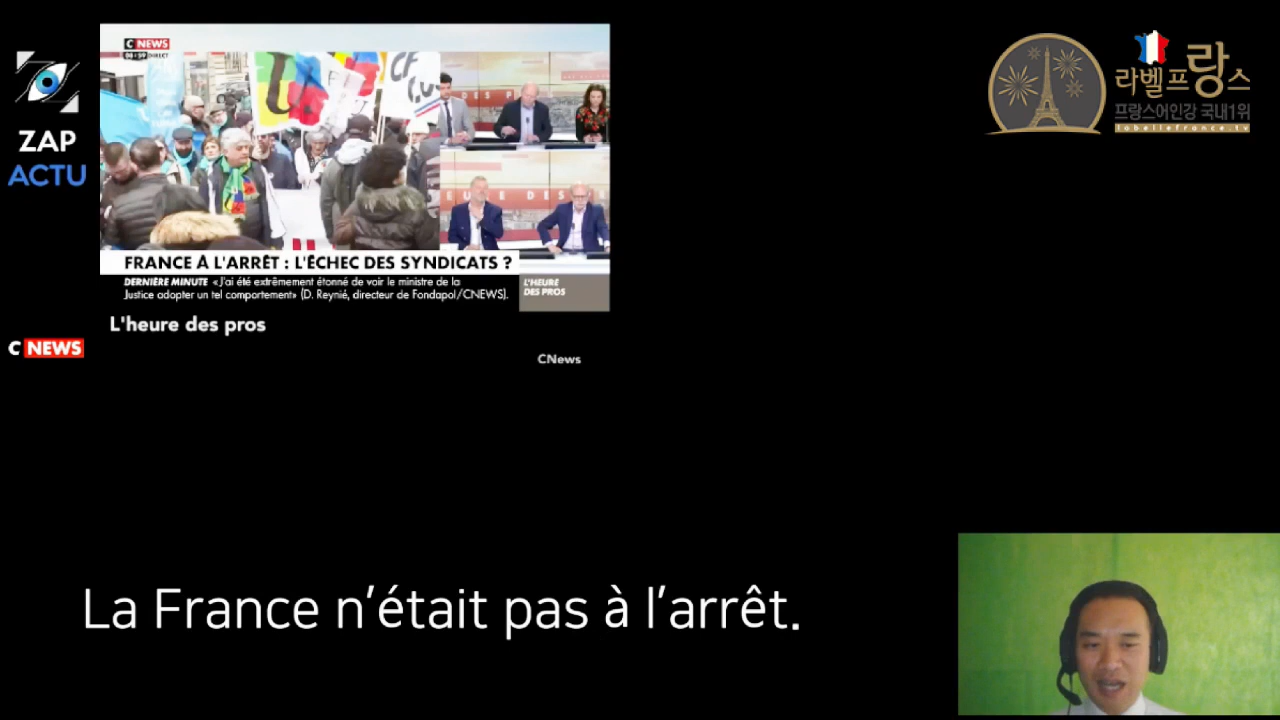 C NEWS
DIRECT
ZAP
ACTU
FRANCE À L'ARRÊT : L'ÉCHEC DES SYNDICATS ?
DERNIÈRE MINUTE «J'ai été extrêmement étonné de voir le ministre de la
Justice adopter un tel comportement» (D. Reynié, directeur de Fondapol/CNEWS).
L'HEURE
DES PROS
L'heure des pros
C NEWS
CNews
라벨프랑스
프랑스어인강 국내1위
labellefrance.tv
La France n'était pas à l'arrêt.